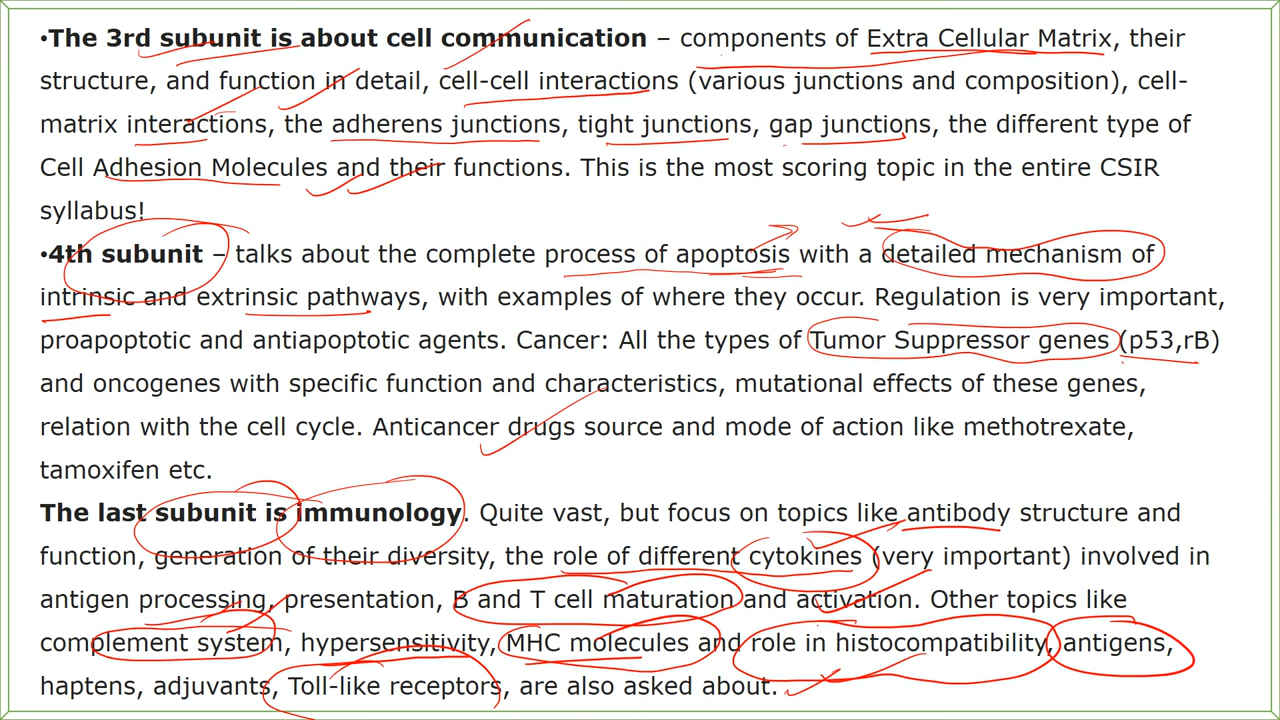 •The 3rd subunit is about cell communication – components of Extra Cellular Matrix, their
structure, and function in detail, cell-cell interactions (various junctions and composition), cell-
matrix interactions, the adherens junctions, tight junctions, gap junctions, the different type of
Cell Adhesion Molecules and their functions. This is the most scoring topic in the entire CSIR
syllabus!
•4th subunit – talks about the complete process of apoptosis with a detailed mechanism of
intrinsic and extrinsic pathways, with examples of where they occur. Regulation is very important,
proapoptotic and antiapoptotic agents. Cancer: All the types of Tumor Suppressor genes (p53,rB)
and oncogenes with specific function and characteristics, mutational effects of these genes,
relation with the cell cycle. Anticancer drugs source and mode of action like methotrexate,
tamoxifen etc.
The last subunit is immunology. Quite vast, but focus on topics like antibody structure and
function, generation of their diversity, the role of different cytokines (very important) involved in
antigen processing, presentation, B and T cell maturation and activation. Other topics like
complement system, hypersensitivity, MHC molecules and role in histocompatibility, antigens,
haptens, adjuvants, Toll-like receptors, are also asked about.